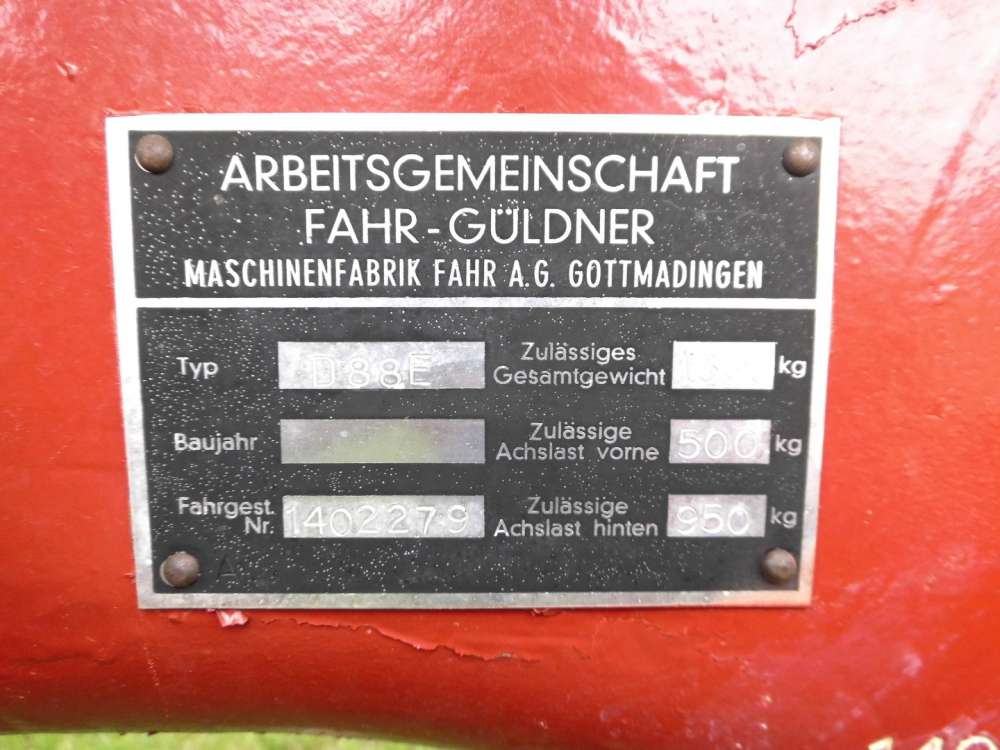 ARBEITSGEMEINSCHAFT
FAHR - GÜLDNER
MASCHINENFABRIK FAHR A.G. GOTTMADINGEN
Typ D88E
Zulässiges
Gesamtgewicht kg
Baujahr
Zulässige
Achslast vorne 500 kg
Fahrgest.
Nr. 1402279
Zulässige
Achslast hinten 950 kg